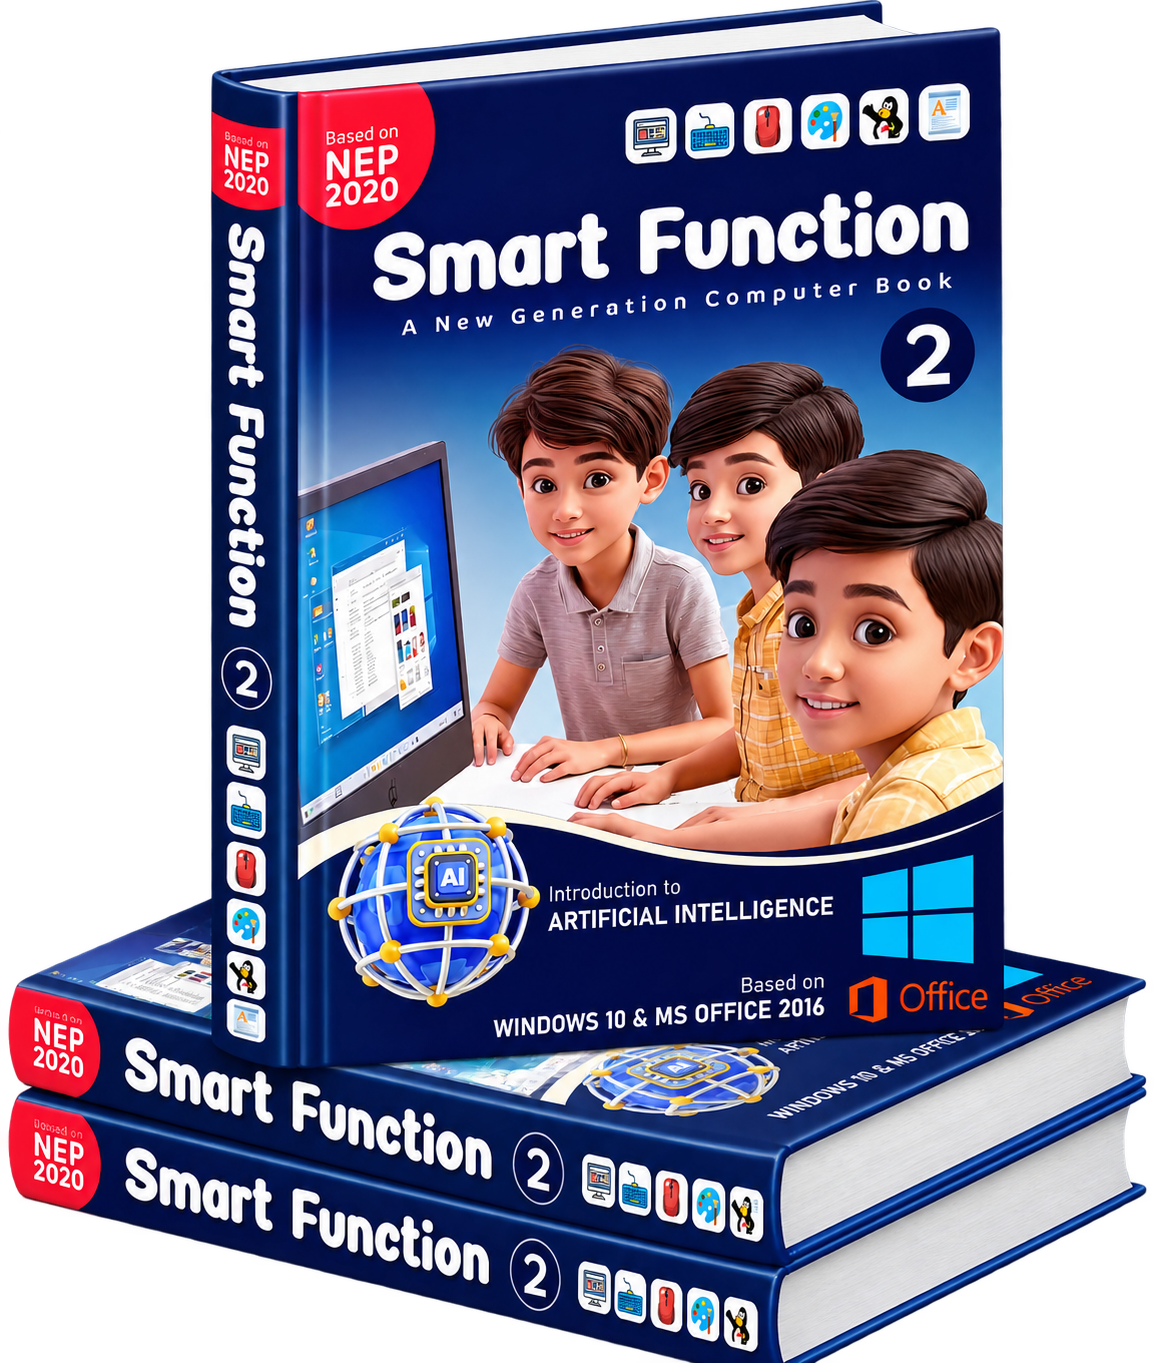 Based on
NEP
2020
Smart Function
A New Generation Computer Book
2
AI
Introduction to
ARTIFICIAL INTELLIGENCE
Based on
WINDOWS 10 & MS OFFICE 2016
Office
Based on
NEP
2020
Smart Function
2
A
A
NEP
2020
Smart Function
2
AI
WINDOWS 10 & MS OFFICE
Office
NEP
2020
Smart Function
2